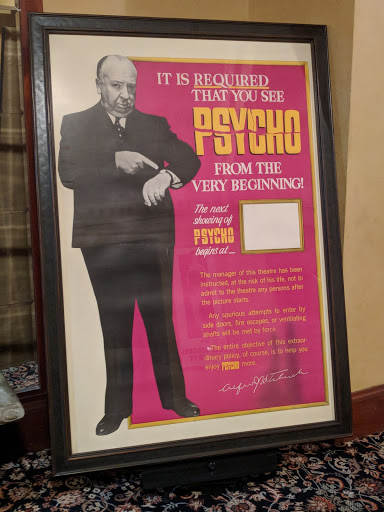 IT IS REQUIRED
THAT YOU SEE
PSYCHO
FROM THE
VERY BEGINNING!
The next
showing of
PSYCHO
begins at ...
The manager of this theatre has been
instructed, at the risk of his life, not to
admit to the theatre any persons after
the picture starts.
Any spurious attempts to enter by
side doors, fire escapes, or ventilating
shafts will be met by force.
The entire objective of this extraor-
dinary policy, of course, is to help you
enjoy PSYCHO more.
Alfred Hitchcock